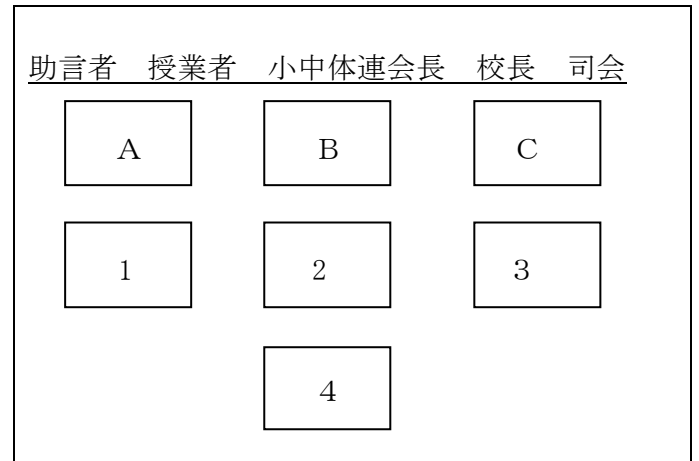 助言者　授業者　小中体連会長　校長　司会
Ａ　Ｂ　Ｃ
１　２　３
４